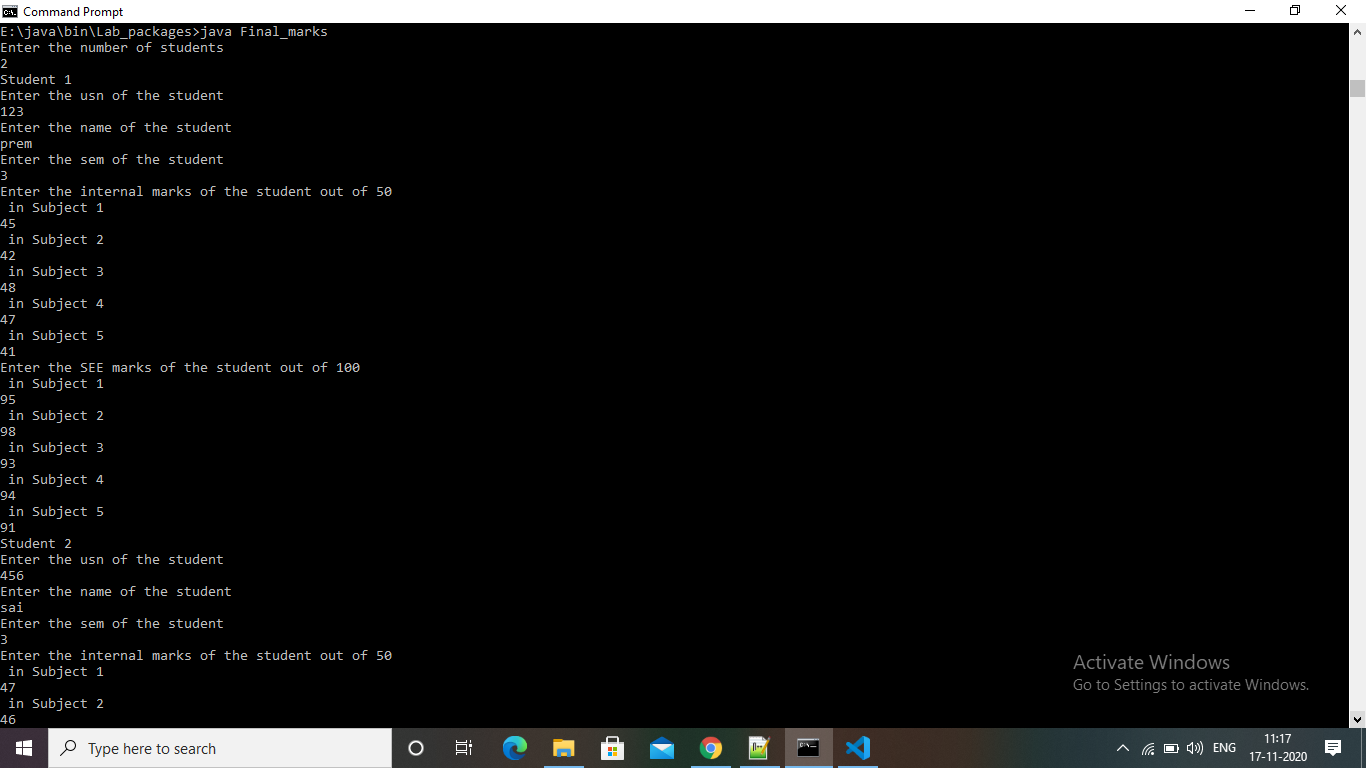 Command Prompt
E:\java\bin\Lab_packages>java Final_marks
Enter the number of students
2
Student 1
Enter the usn of the student
123
Enter the name of the student
prem
Enter the sem of the student
3
Enter the internal marks of the student out of 50
 in Subject 1
45
 in Subject 2
42
 in Subject 3
48
 in Subject 4
47
 in Subject 5
41
Enter the SEE marks of the student out of 100
 in Subject 1
95
 in Subject 2
98
 in Subject 3
93
 in Subject 4
94
 in Subject 5
91
Student 2
Enter the usn of the student
456
Enter the name of the student
sai
Enter the sem of the student
3
Enter the internal marks of the student out of 50
 in Subject 1
47
 in Subject 2
46
Activate Windows
Go to Settings to activate Windows.
Type here to search
ENG
11:17
17-11-2020